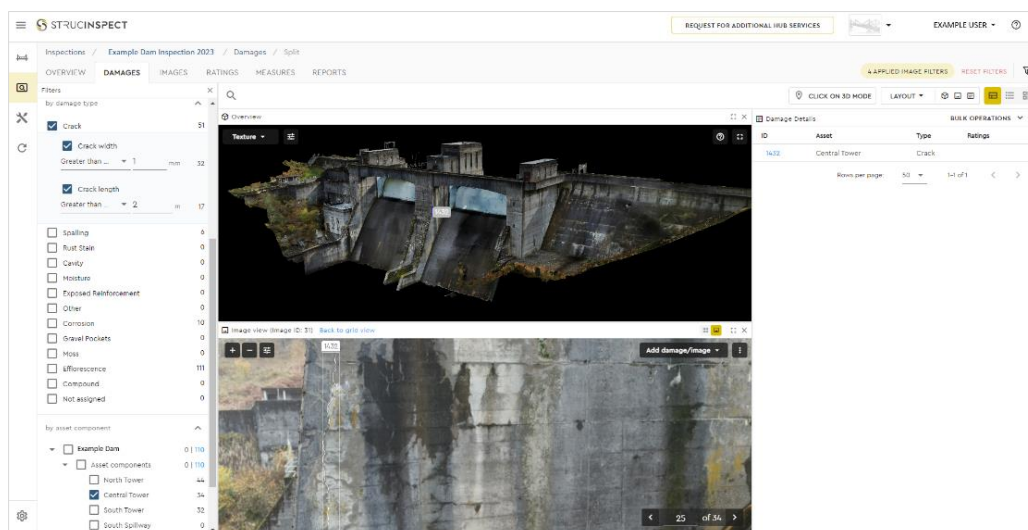 STRUCINSPECT
REQUEST FOR ADDITIONAL HUB SERVICES
EXAMPLE USER
Inspections / Example Dam Inspection 2023 / Damages / Split
OVERVIEW DAMAGES IMAGES RATINGS MEASURES REPORTS
4 APPLIED IMAGE FILTERS RESET FILTERS
Filters
by damage type
Crack 51
Crack width
Greater than ... 1 mm 32
Crack length
Greater than ... 2 m 17
Spalling 6
Rust Stain 0
Cavity 0
Moisture 0
Exposed Reinforcement 0
Other 0
Corrosion 10
Gravel Pockets 0
Moss 0
Efflorescence 111
Compound 0
Not assigned 0
by asset component
Example Dam 0 | 110
Asset components 0 | 110
North Tower 44
Central Tower 34
South Tower 32
South Spillway 0
CLICK ON 3D MODE LAYOUT
Overview
Texture
1432
Image view (Image ID: 31) Back to grid view
1432
Add damage/image
25 of 34
Damage Details BULK OPERATIONS
ID Asset Type Ratings
1432 Central Tower Crack
Rows per page: 50 1-1 of 1